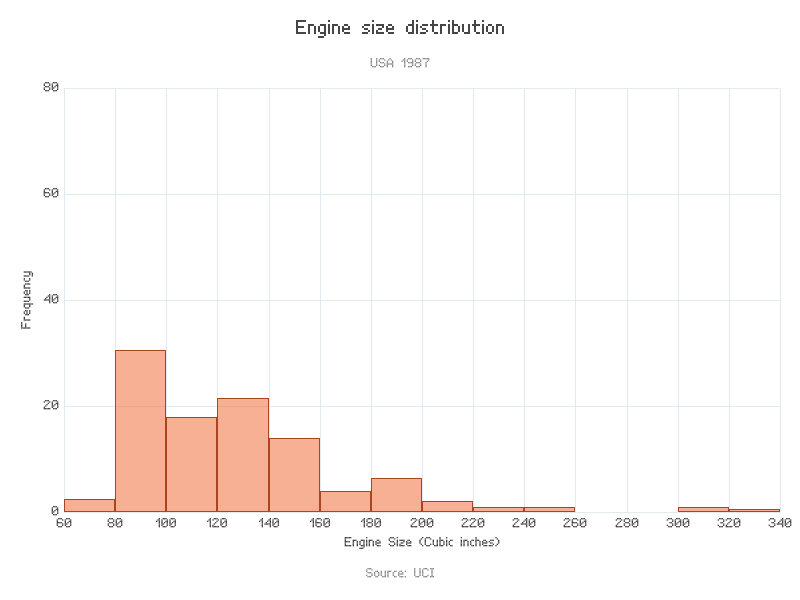 Engine size distribution
USA 1987
80
60
40
20
0
Frequency
60 80 100 120 140 160 180 200 220 240 260 280 300 320 340
Engine Size (Cubic inches)
Source: UCI